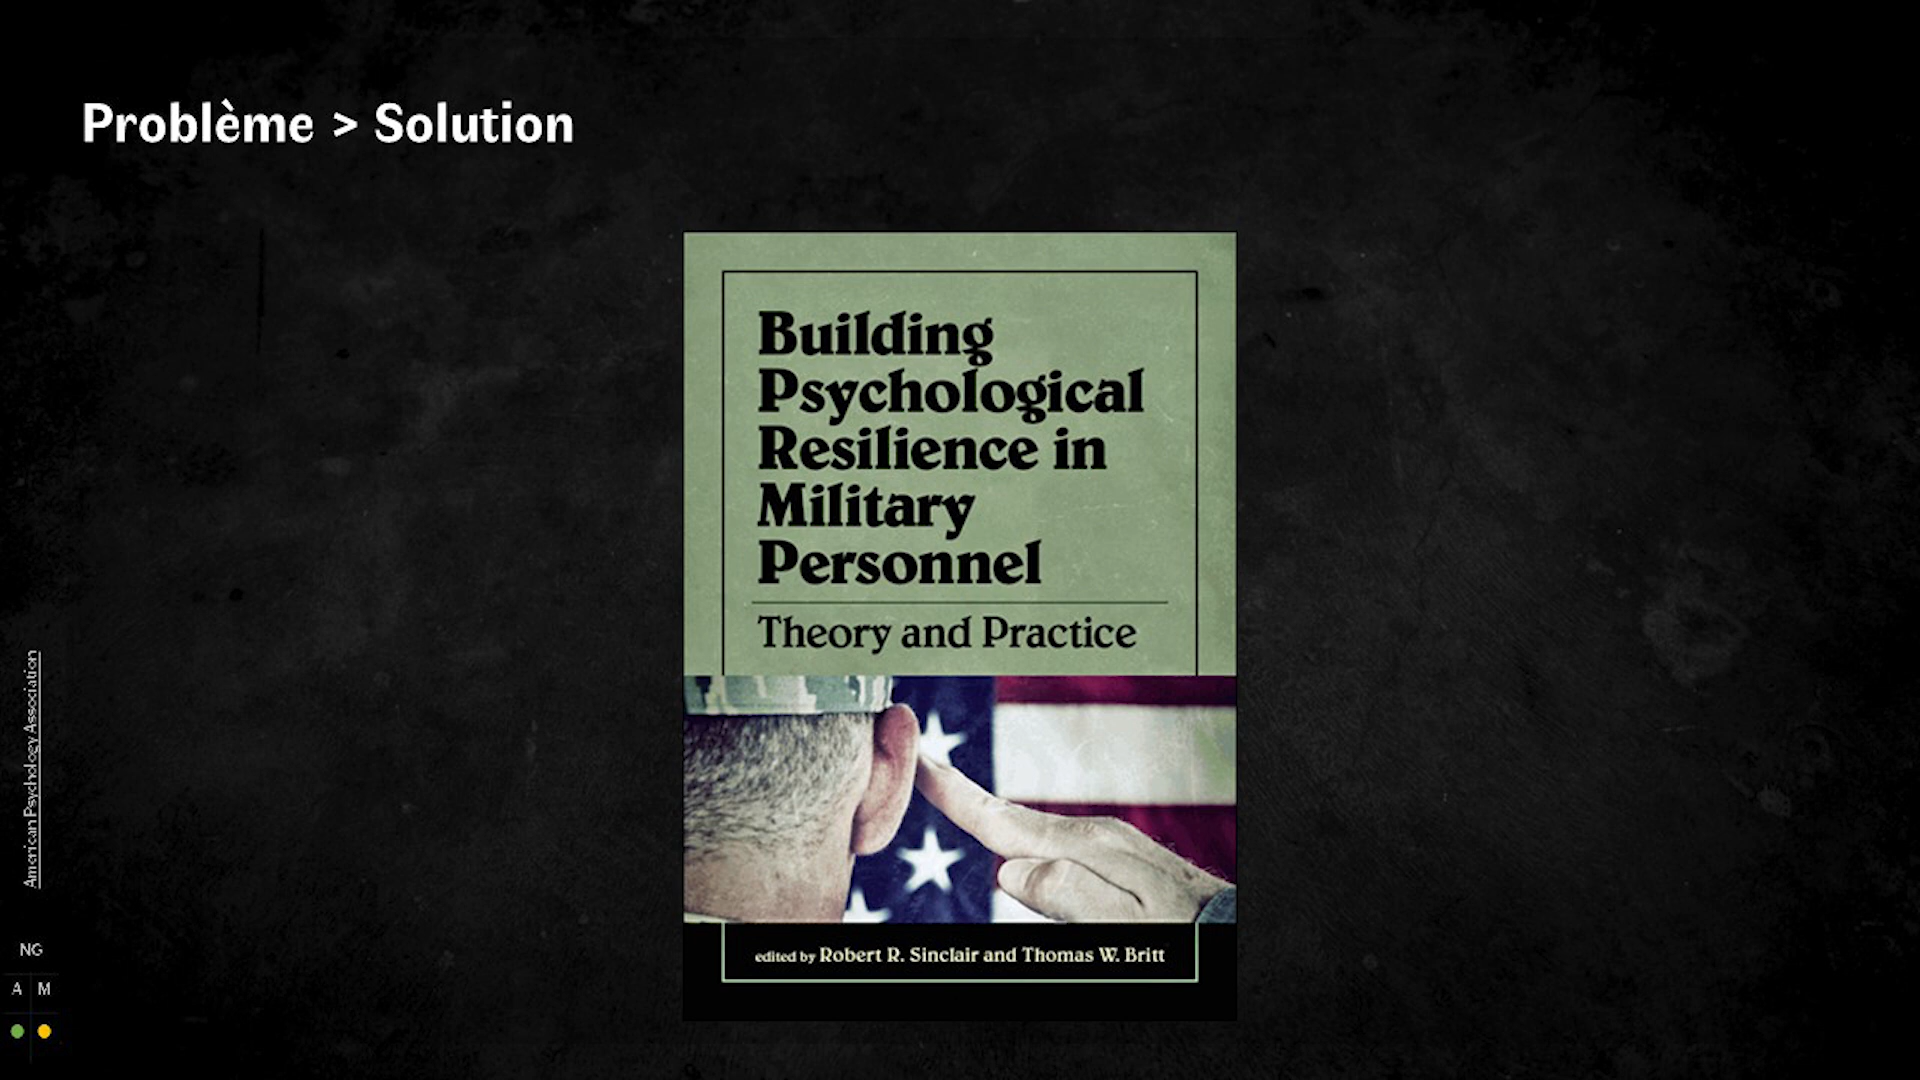 Problème > Solution
Building
Psychological
Resilience in
Military
Personnel
Theory and Practice
edited by Robert R. Sinclair and Thomas W. Britt
American Psychology Association
NG
A M